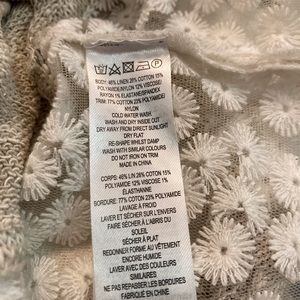 BODY: 46% LINEN 26% COTTON 15%
POLYAMIDE/NYLON 12% VISCOSE/
RAYON 1% ELASTANE/SPANDEX
TRIM: 77% COTTON 23% POLYAMIDE/
NYLON
COLD WATER WASH
WASH AND DRY INSIDE OUT
DRY AWAY FROM DIRECT SUNLIGHT
DRY FLAT
RE-SHAPE WHILST DAMP
WASH WITH SIMILAR COLOURS
DO NOT IRON ON TRIM
MADE IN CHINA
CORPS: 46% LIN 26% COTON 15%
POLYAMIDE 12% VISCOSE 1%
ÉLASTHANNE
BORDURE: 77% COTON 23% POLYAMIDE
LAVAGE À FROID
LAVER ET SÉCHER SUR L'ENVERS
FAIRE SÉCHER À L'ABRIS DU
SOLEIL
SÉCHER À PLAT
REDONNER FORME AU VÊTEMENT
ENCORE HUMIDE
LAVER AVEC DES COULEURS
SIMILAIRES
NE PAS REPASSER LES BORDURES
FABRIQUÉ EN CHINE